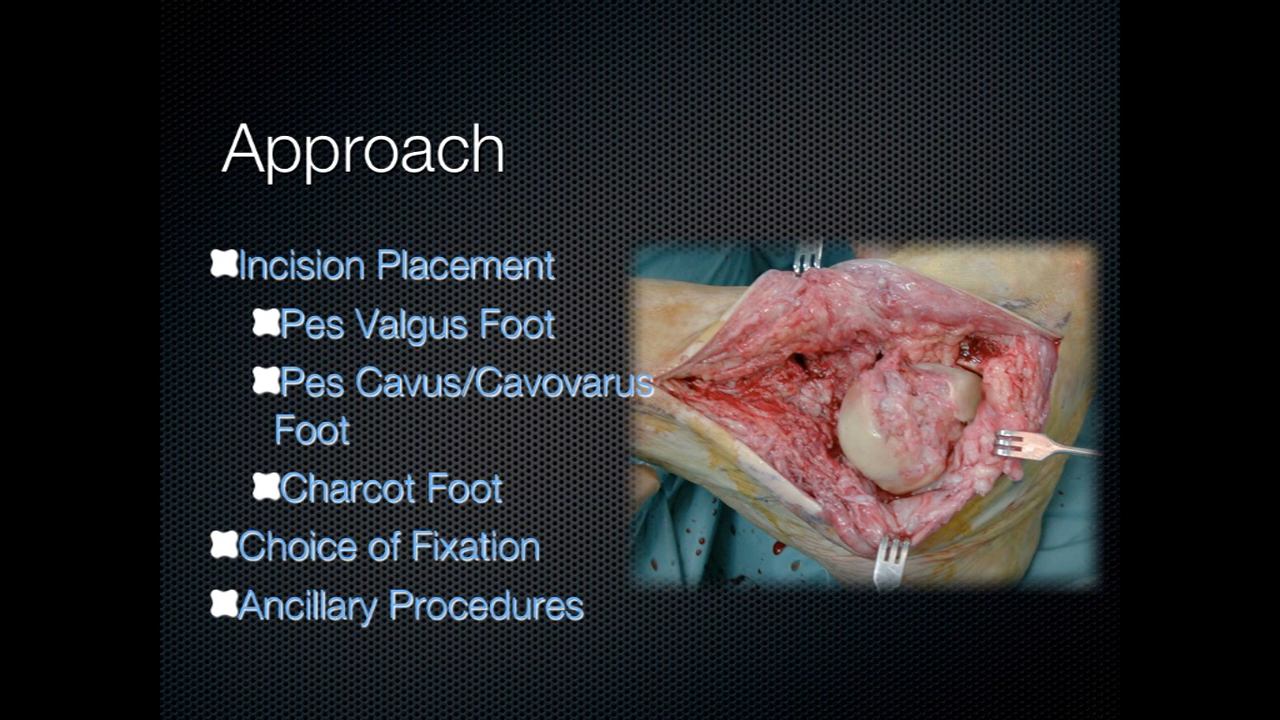 Approach
Incision Placement
Pes Valgus Foot
Pes Cavus/Cavovarus
Foot
Charcot Foot
Choice of Fixation
Ancillary Procedures